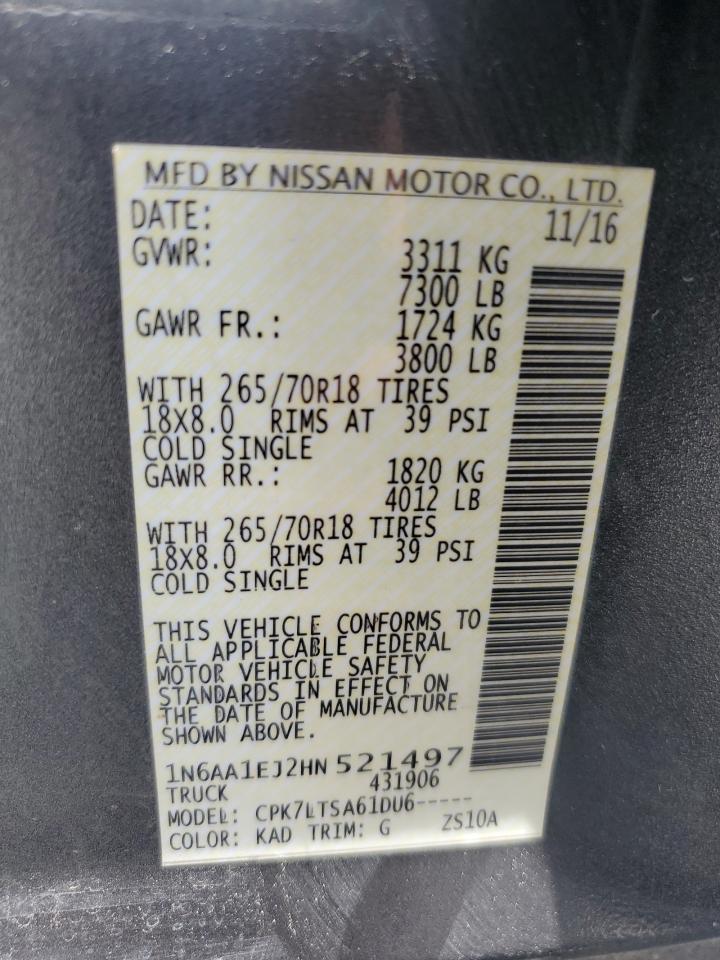 MFD BY NISSAN MOTOR CO., LTD.
DATE: 11/16
GVWR: 3311 KG
7300 LB
GAWR FR.: 1724 KG
3800 LB
WITH 265/70R18 TIRES
18X8.0 RIMS AT 39 PSI
COLD SINGLE
GAWR RR.: 1820 KG
4012 LB
WITH 265/70R18 TIRES
18X8.0 RIMS AT 39 PSI
COLD SINGLE
THIS VEHICLE CONFORMS TO
ALL APPLICABLE FEDERAL
MOTOR VEHICLE SAFETY
STANDARDS IN EFFECT ON
THE DATE OF MANUFACTURE
SHOWN ABOVE.
1N6AA1EJ2HN 521497
TRUCK 431906
MODEL: CPK7LTSA61DU6-----
COLOR: KAD TRIM: G ZS10A